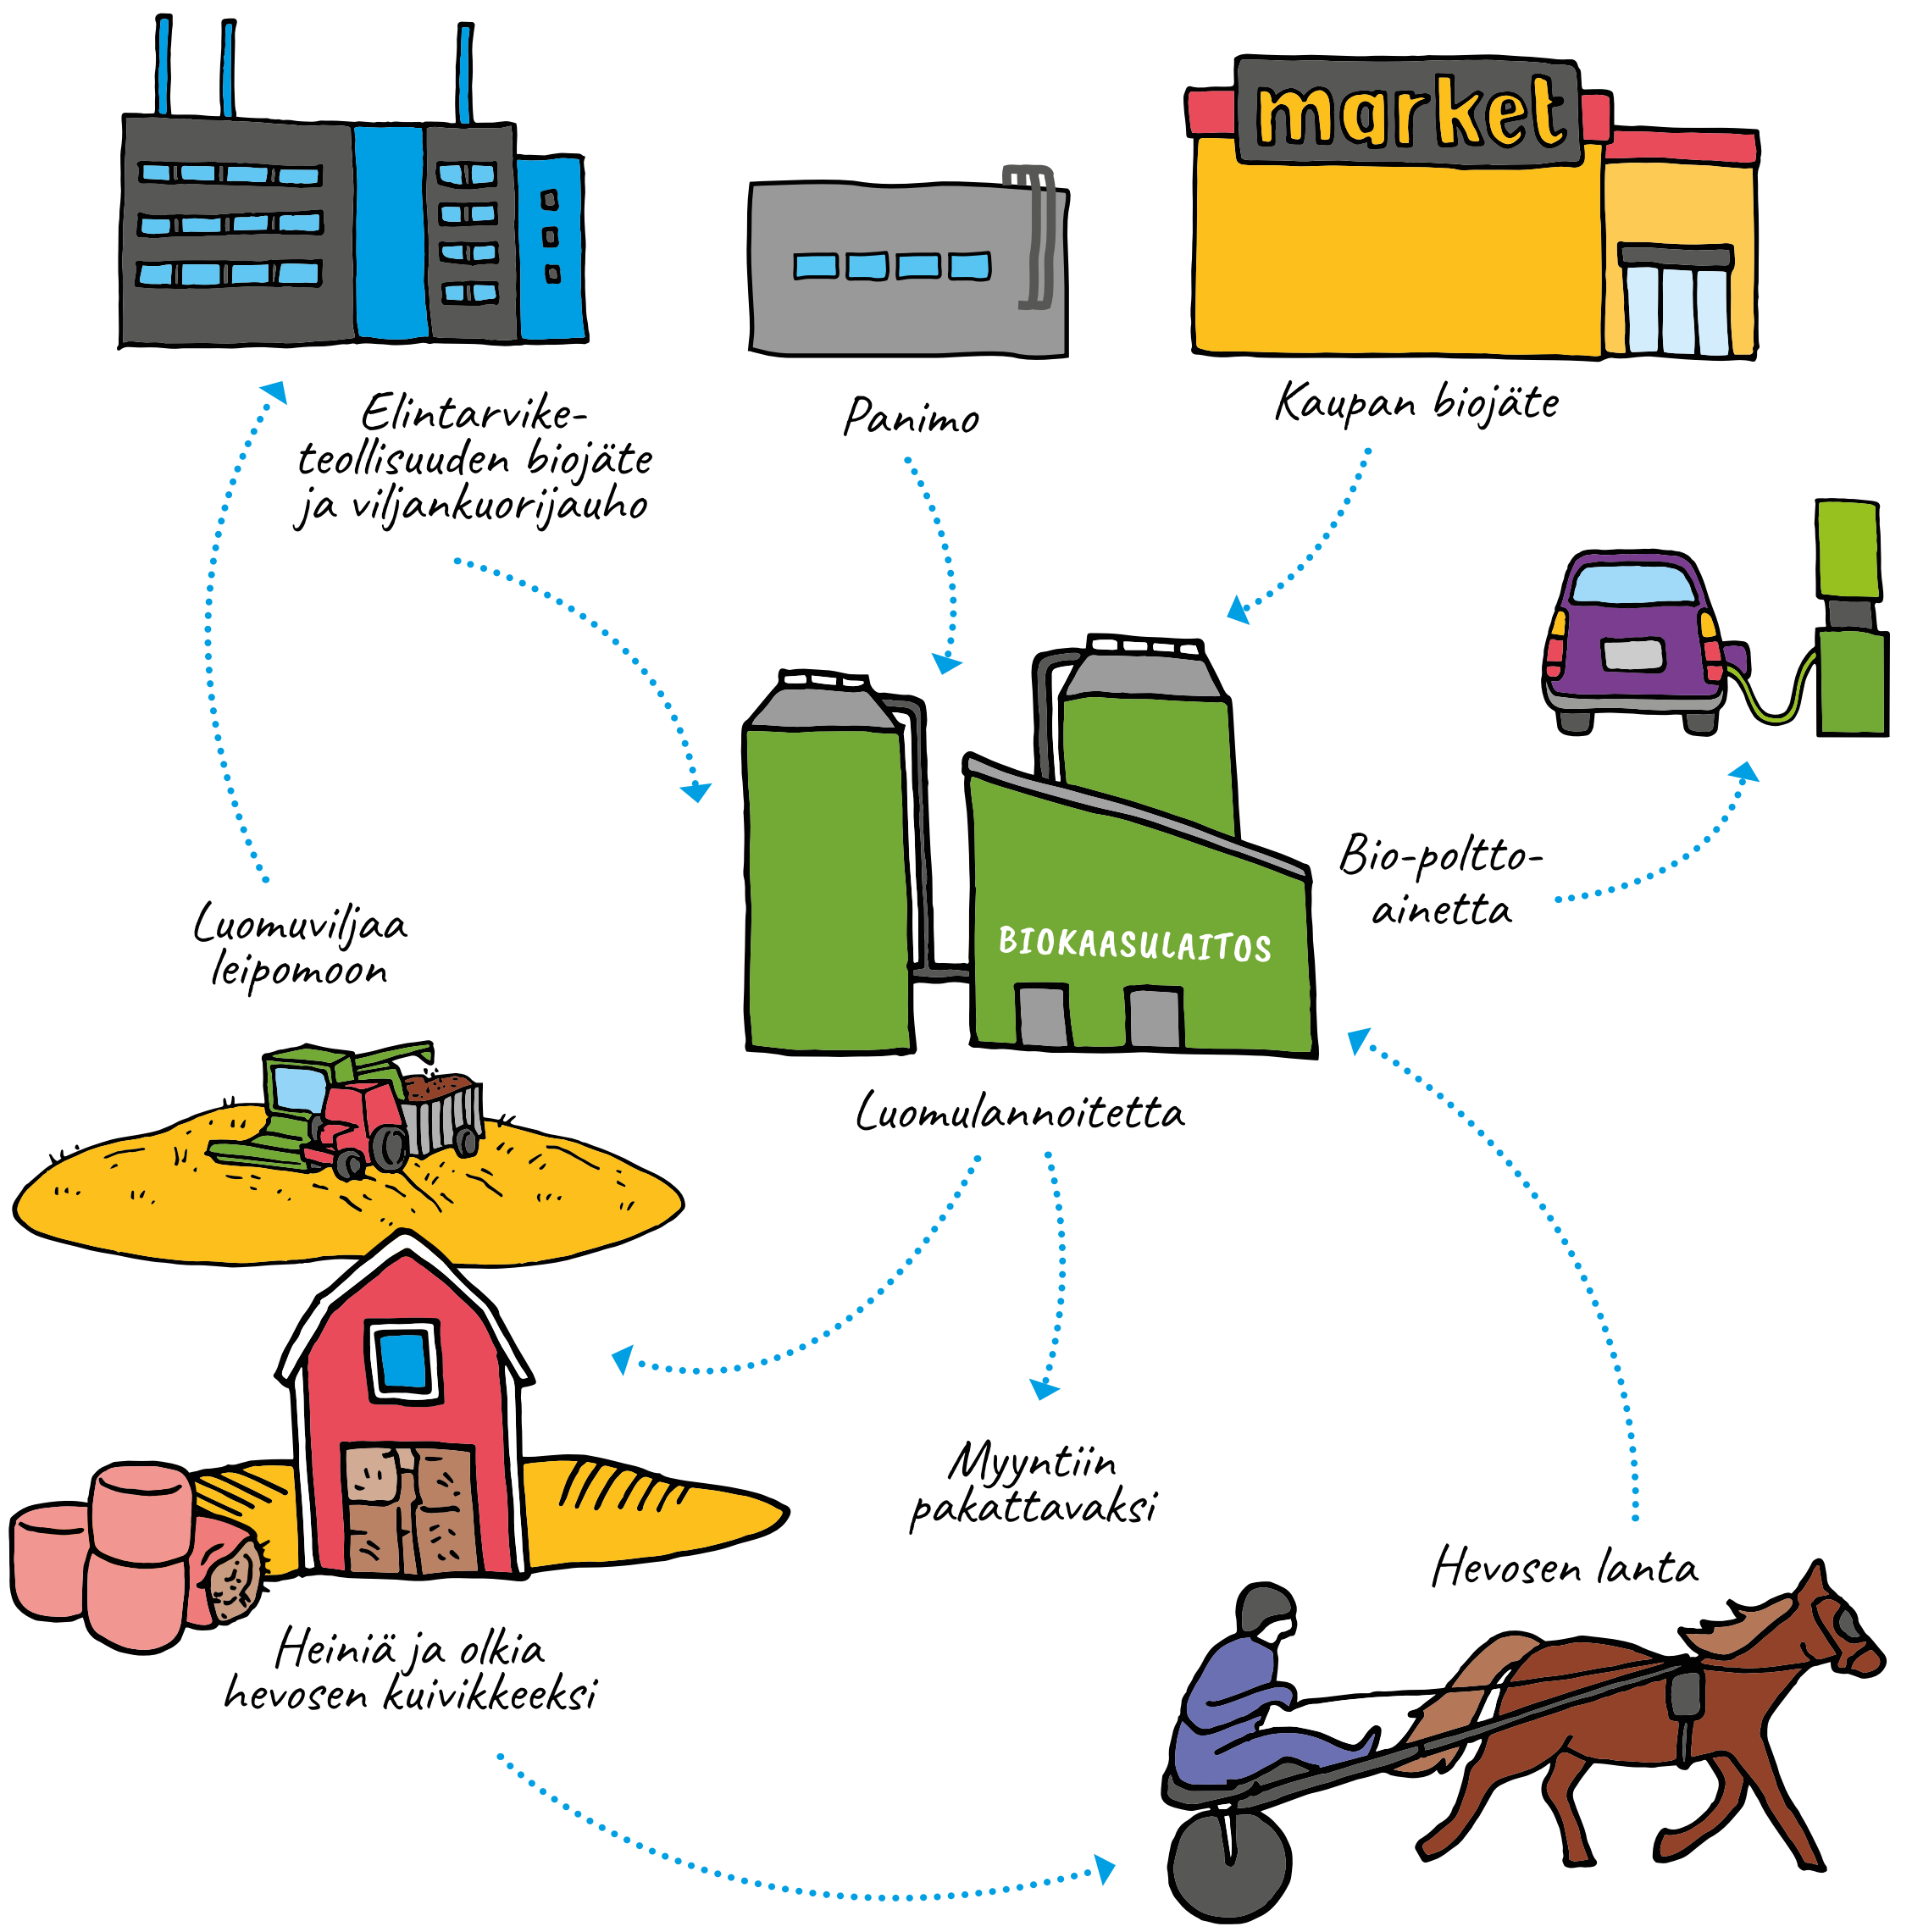 market
Elintarvike-
teollisuuden biojäte
ja viljankuorijauho
Panimo
Kaupan biojäte
Bio-poltto-
ainetta
Luomuviljaa
leipomoon
BIOKAASULAITOS
Luomulannoitetta
Myyntiin
pakattavaksi
Hevosen lanta
Heiniä ja olkia
hevosen kuivikkeeksi